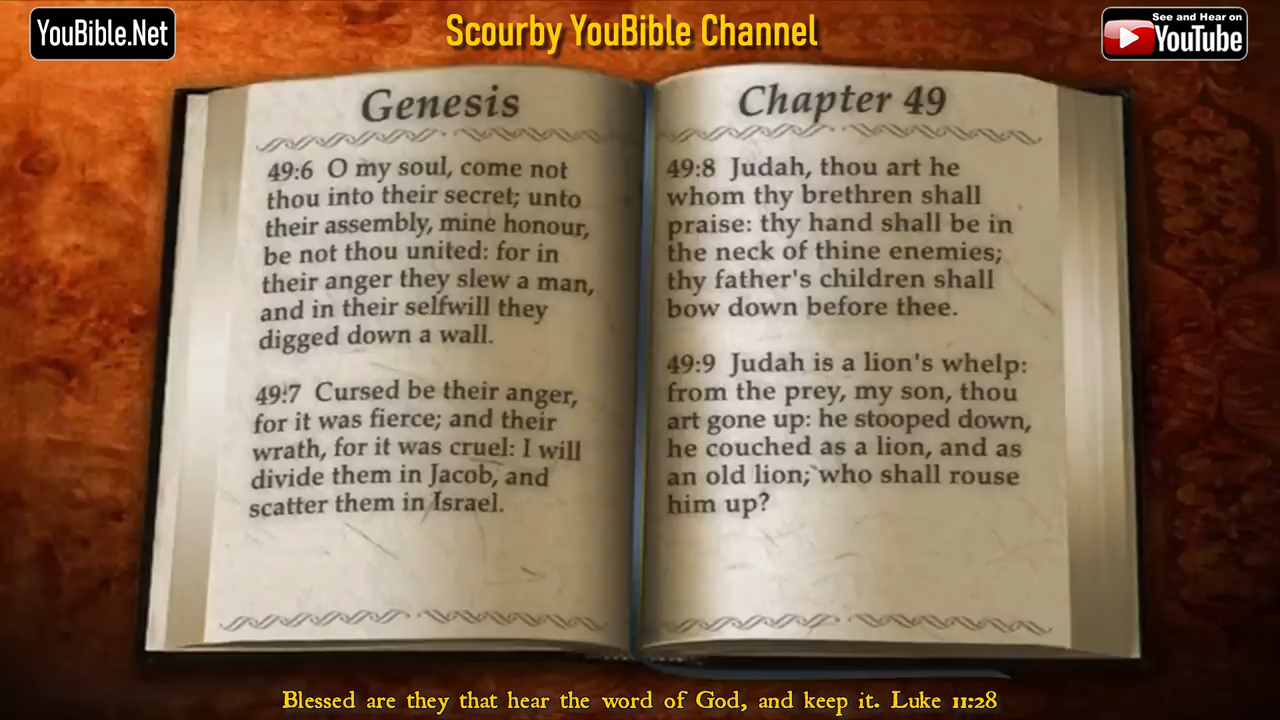 YouBible.Net
Scourby YouBible Channel
See and Hear on
YouTube
Genesis
49:6 O my soul, come not
thou into their secret; unto
their assembly, mine honour,
be not thou united: for in
their anger they slew a man,
and in their selfwill they
digged down a wall.
49:7 Cursed be their anger,
for it was fierce; and their
wrath, for it was cruel: I will
divide them in Jacob, and
scatter them in Israel.
Chapter 49
49:8 Judah, thou art he
whom thy brethren shall
praise: thy hand shall be in
the neck of thine enemies;
thy father's children shall
bow down before thee.
49:9 Judah is a lion's whelp:
from the prey, my son, thou
art gone up: he stooped down,
he couched as a lion, and as
an old lion; who shall rouse
him up?
Blessed are they that hear the word of God, and keep it. Luke 11:28